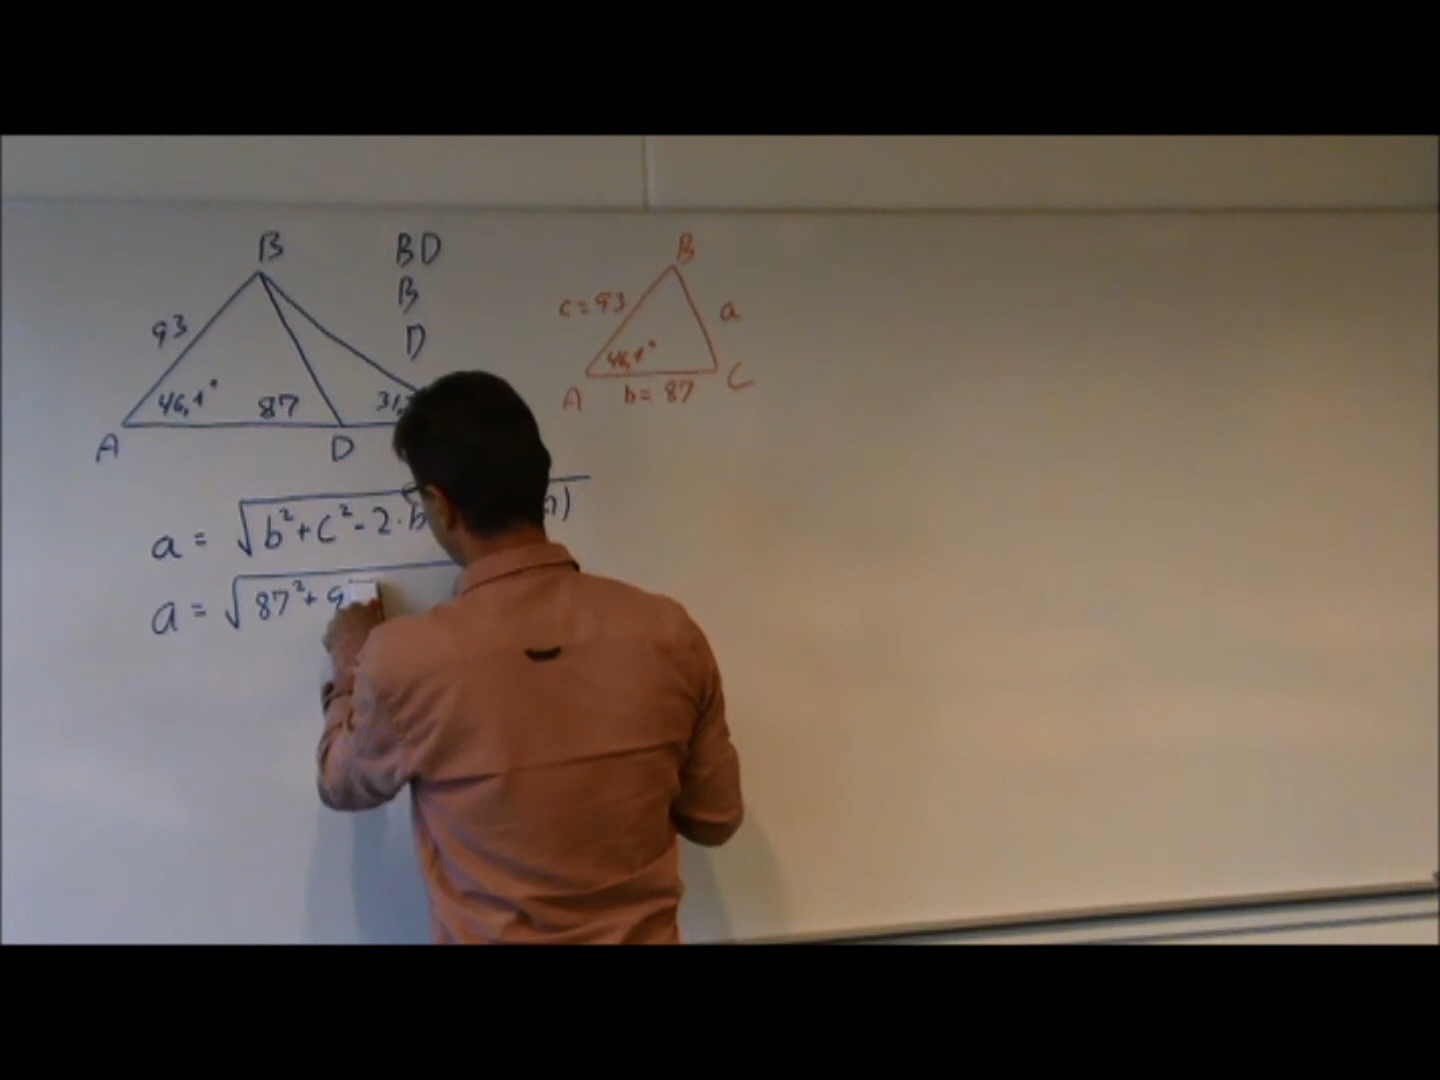 B
BD
B
93
B
D
c = 93
a
46,1°
87
31,
46,1°
A
D
A
b = 87
C
a = √b²+c²-2·b
a = √87²+9